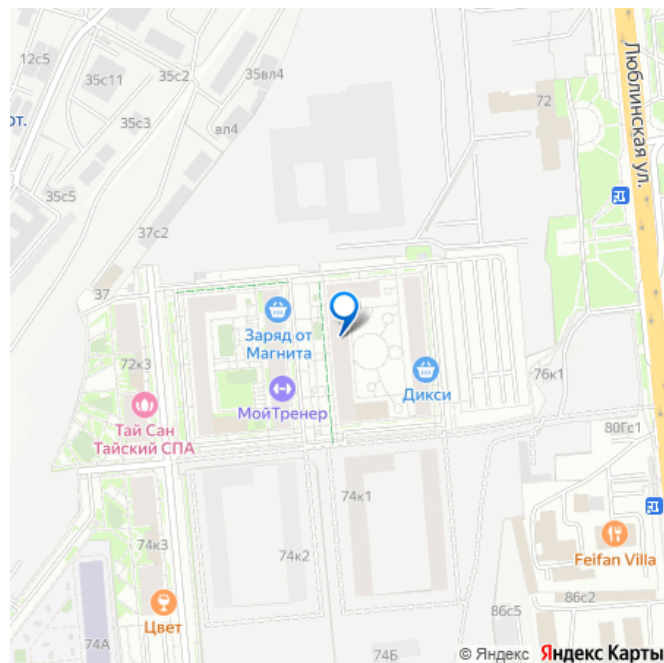 12с5
35с2
35вл4
35с11
72
Люблинская ул.
от.
35с3
вл4
35с5
37с2
37
Заряд от
Магнита
72к3
Дикси
76к1
МойТренер
Тай Сан
Тайский СПА
80Гс1
74к1
74к3
74к2
Feifan Villa
86с2
86с5
Цвет
74А
74Б
© Яндекс Яндекс Карты